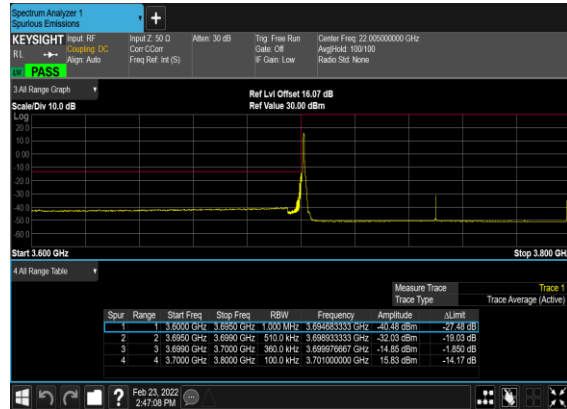 Spectrum Analyzer 1
Spurious Emissions
+
KEYSIGHT Input: RF Input Z: 50 Ω Atten: 30 dB Trig: Free Run Center Freq: 22.005000000 GHz
RL Coupling: DC Corr CCorr Gate: Off Avg|Hold: 100/100
Align: Auto Freq Ref: Int (S) IF Gain: Low Radio Std: None
PASS
3 All Range Graph
Ref Lvl Offset 16.07 dB
Scale/Div 10.0 dB Ref Value 30.00 dBm
Log
20.0
10.0
0.00
-10.0
-20.0
-30.0
-40.0
-50.0
-60.0
Start 3.600 GHz Stop 3.800 GHz
4 All Range Table
Measure Trace Trace 1
Trace Type Trace Average (Active)
Spur Range Start Freq Stop Freq RBW Frequency Amplitude ΔLimit
1 1 3.6000 GHz 3.6950 GHz 1.000 MHz 3.694683333 GHz -40.48 dBm -27.48 dB
2 2 3.6950 GHz 3.6990 GHz 510.0 kHz 3.698933333 GHz -32.03 dBm -19.03 dB
3 3 3.6990 GHz 3.7000 GHz 360.0 kHz 3.699976667 GHz -14.85 dBm -1.850 dB
4 4 3.7000 GHz 3.8000 GHz 100.0 kHz 3.701000000 GHz 15.83 dBm -14.17 dB
? Feb 23, 2022
2:47:08 PM